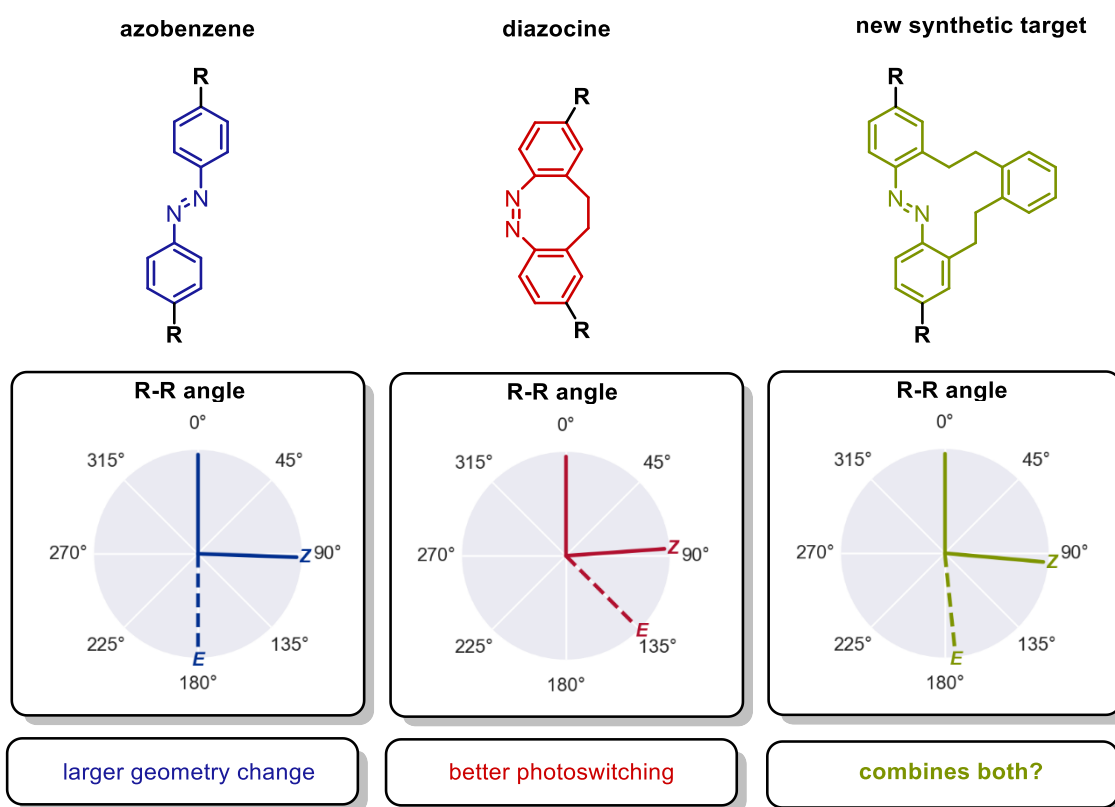 azobenzene
diazocine
new synthetic target
R
N
N
R
R
N
N
R
R
N
N
R
R-R angle
0°
45°
90°
135°
180°
225°
270°
315°
Z
E
R-R angle
0°
45°
90°
135°
180°
225°
270°
315°
Z
E
R-R angle
0°
45°
90°
135°
180°
225°
270°
315°
Z
E
larger geometry change
better photoswitching
combines both?